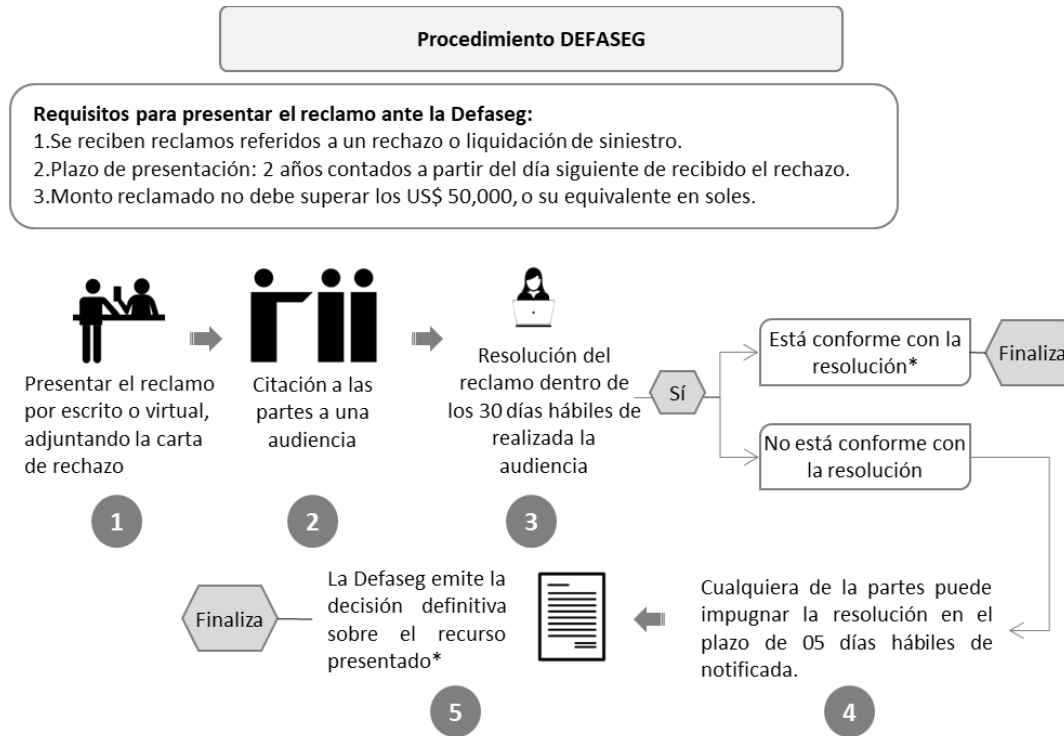 Procedimiento DEFASEG
Requisitos para presentar el reclamo ante la Defaseg:
1.Se reciben reclamos referidos a un rechazo o liquidación de siniestro.
2.Plazo de presentación: 2 años contados a partir del día siguiente de recibido el rechazo.
3.Monto reclamado no debe superar los US$ 50,000, o su equivalente en soles.
Presentar el reclamo
por escrito o virtual,
adjuntando la carta
de rechazo
1
Citación a las
partes a una
audiencia
2
Resolución del
reclamo dentro de
los 30 días hábiles de
realizada la
audiencia
3
Sí
Está conforme con la
resolución*
Finaliza
No está conforme con
la resolución
Cualquiera de la partes puede
impugnar la resolución en el
plazo de 05 días hábiles de
notificada.
4
La Defaseg emite la
decisión definitiva
sobre el recurso
presentado*
5
Finaliza